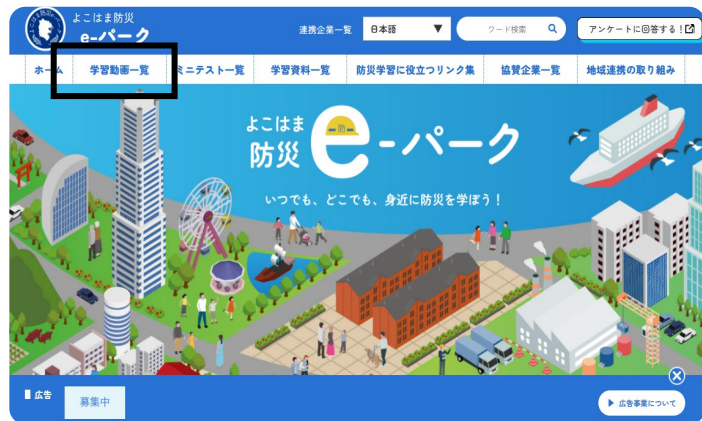 よこはま防災
e-パーク
連携企業一覧
日本語 ▼
ワード検索
アンケートに回答する！
ホーム
学習動画一覧
ミニテスト一覧
学習資料一覧
防災学習に役立つリンク集
協賛企業一覧
地域連携の取り組み
よこはま
防災 e-パーク
いつでも、どこでも、身近に防災を学ぼう！
広告
募集中
▶ 広告事業について